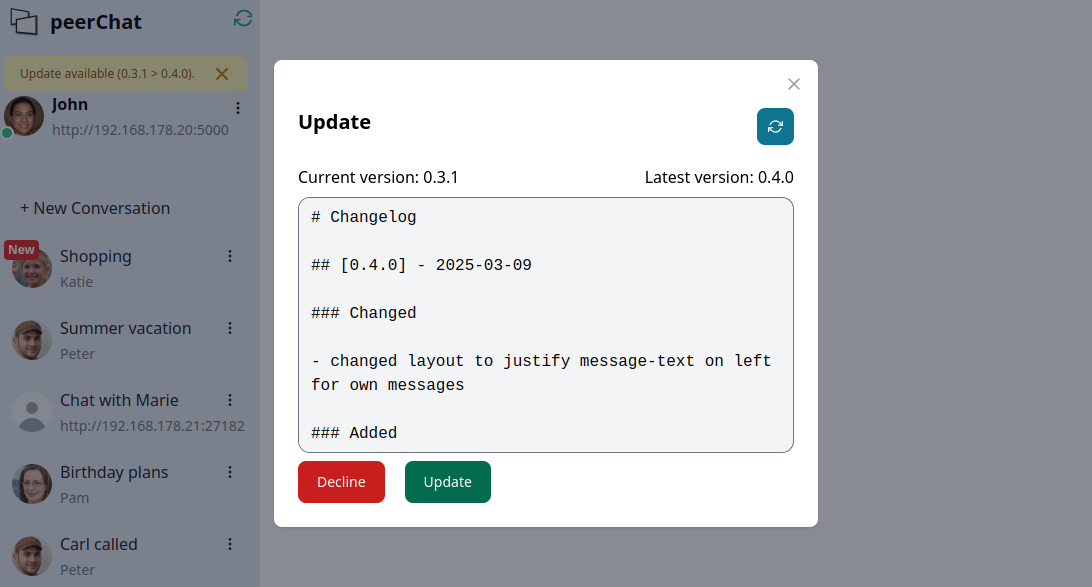 peerChat
Update available (0.3.1 > 0.4.0).
John
http://192.168.178.20:5000
+ New Conversation
New
Shopping
Katie
Summer vacation
Peter
Chat with Marie
http://192.168.178.21:27182
Birthday plans
Pam
Carl called
Peter
Update
Current version: 0.3.1
Latest version: 0.4.0
# Changelog
## [0.4.0] - 2025-03-09
### Changed
- changed layout to justify message-text on left
for own messages
### Added
Decline
Update